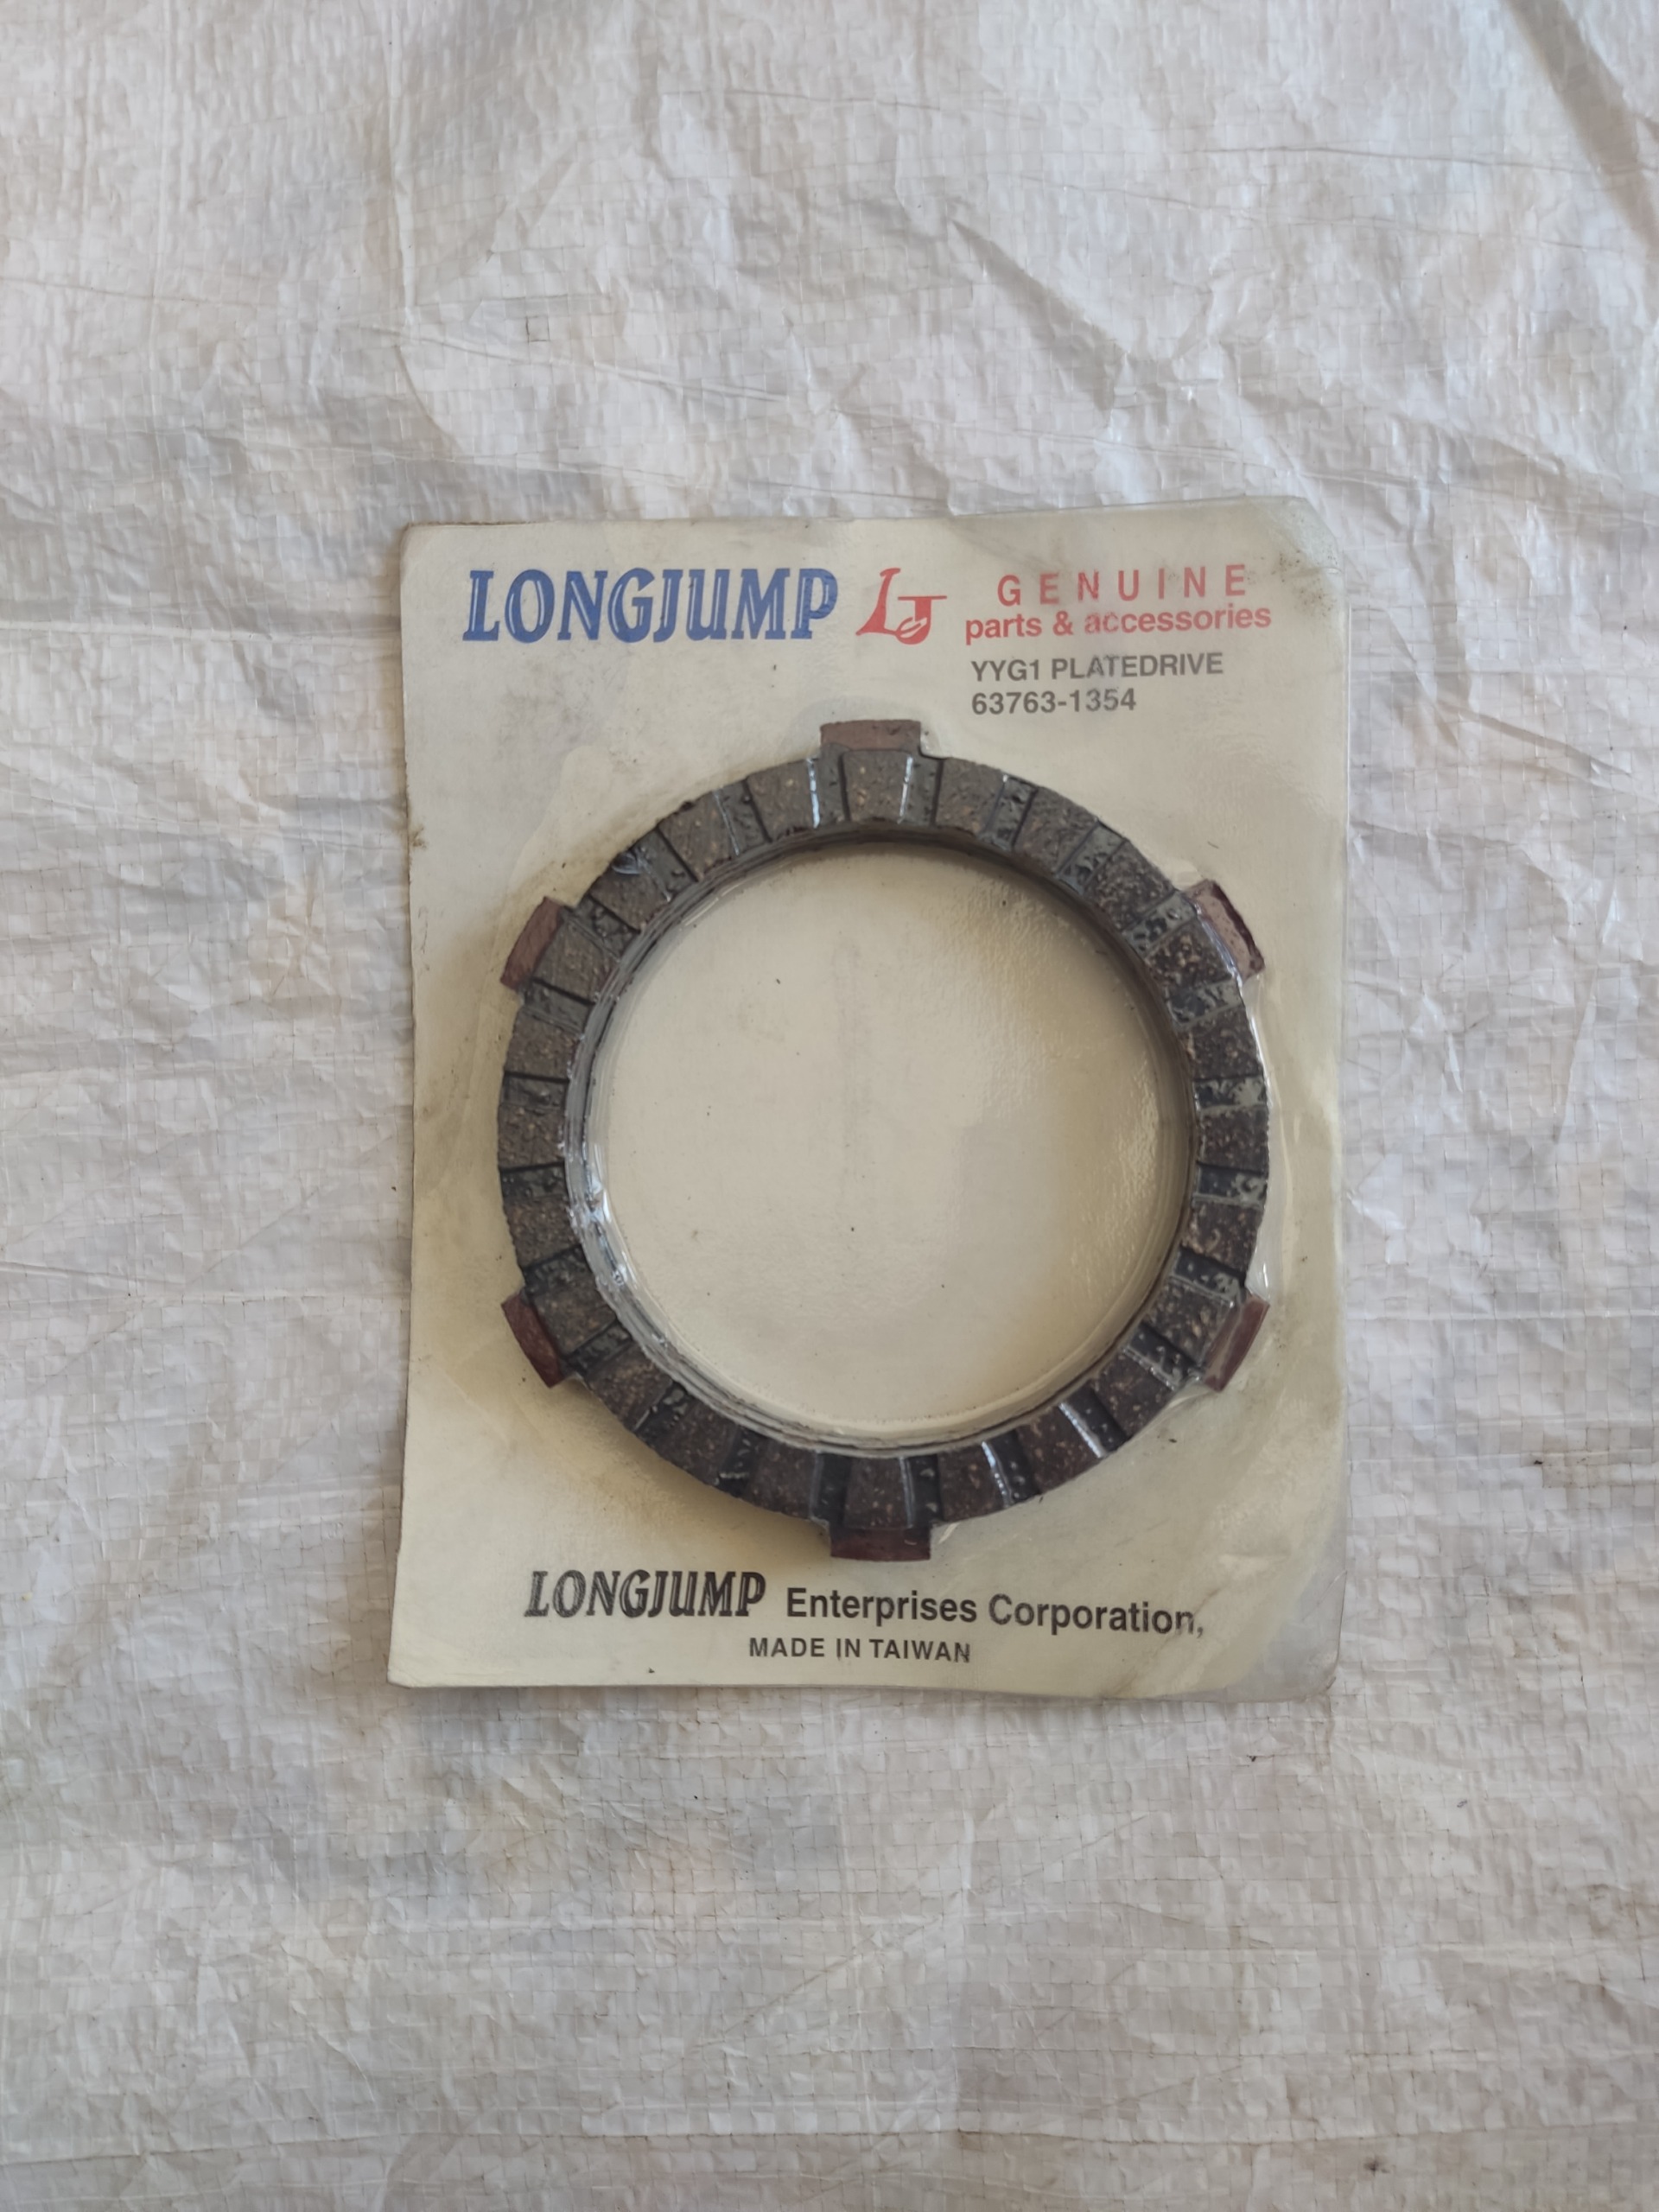 LONGJUMP LJ GENUINE
parts & accessories
YYG1 PLATEDRIVE
63763-1354
LONGJUMP Enterprises Corporation,
MADE IN TAIWAN